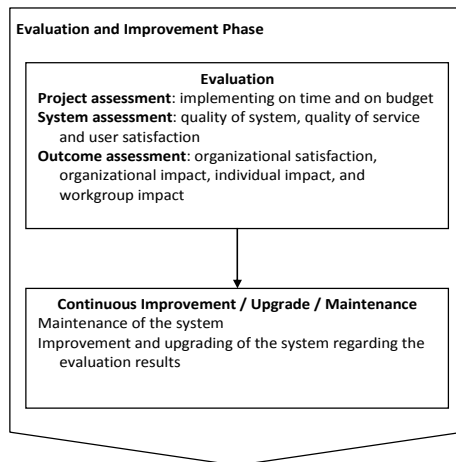 Evaluation and Improvement Phase
Evaluation
Project assessment: implementing on time and on budget
System assessment: quality of system, quality of service
and user satisfaction
Outcome assessment: organizational satisfaction,
organizational impact, individual impact, and
workgroup impact
Continuous Improvement / Upgrade / Maintenance
Maintenance of the system
Improvement and upgrading of the system regarding the
evaluation results